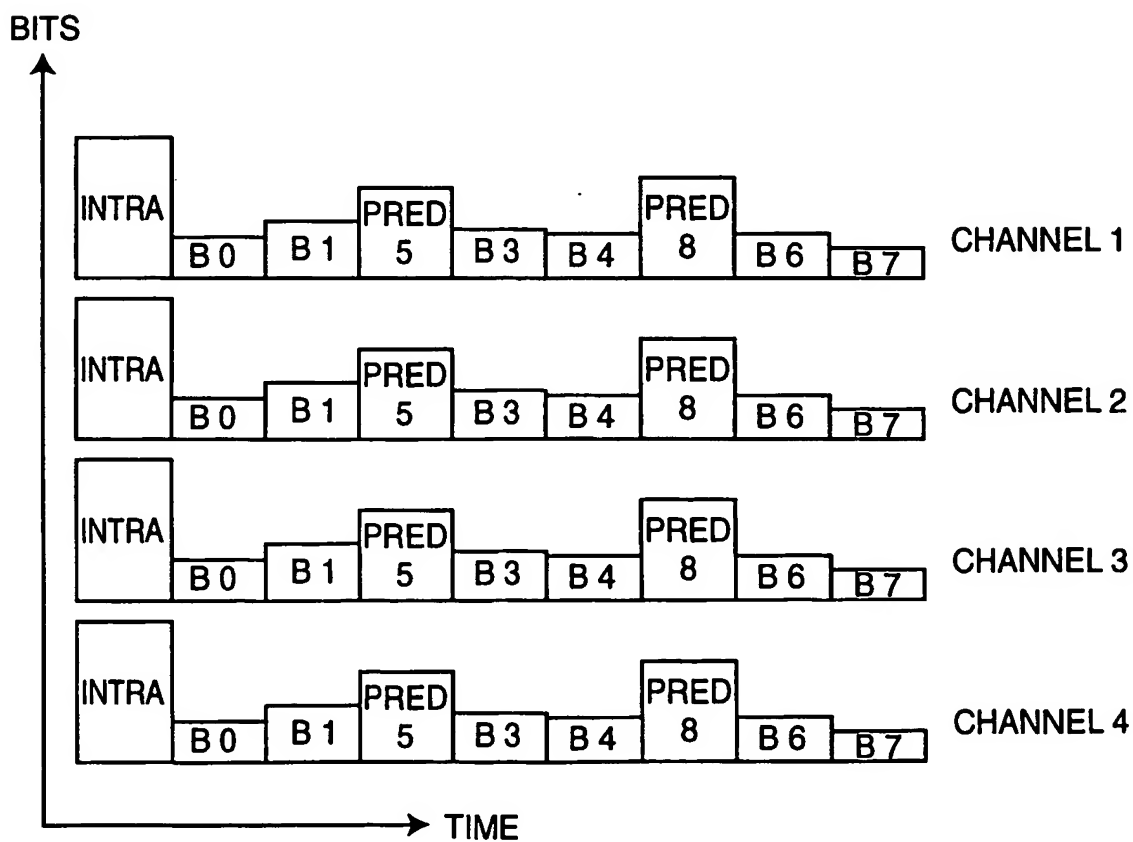 BITS
INTRA B 0 B 1 PRED 5 B 3 B 4 PRED 8 B 6 B 7 CHANNEL 1
INTRA B 0 B 1 PRED 5 B 3 B 4 PRED 8 B 6 B 7 CHANNEL 2
INTRA B 0 B 1 PRED 5 B 3 B 4 PRED 8 B 6 B 7 CHANNEL 3
INTRA B 0 B 1 PRED 5 B 3 B 4 PRED 8 B 6 B 7 CHANNEL 4
TIME